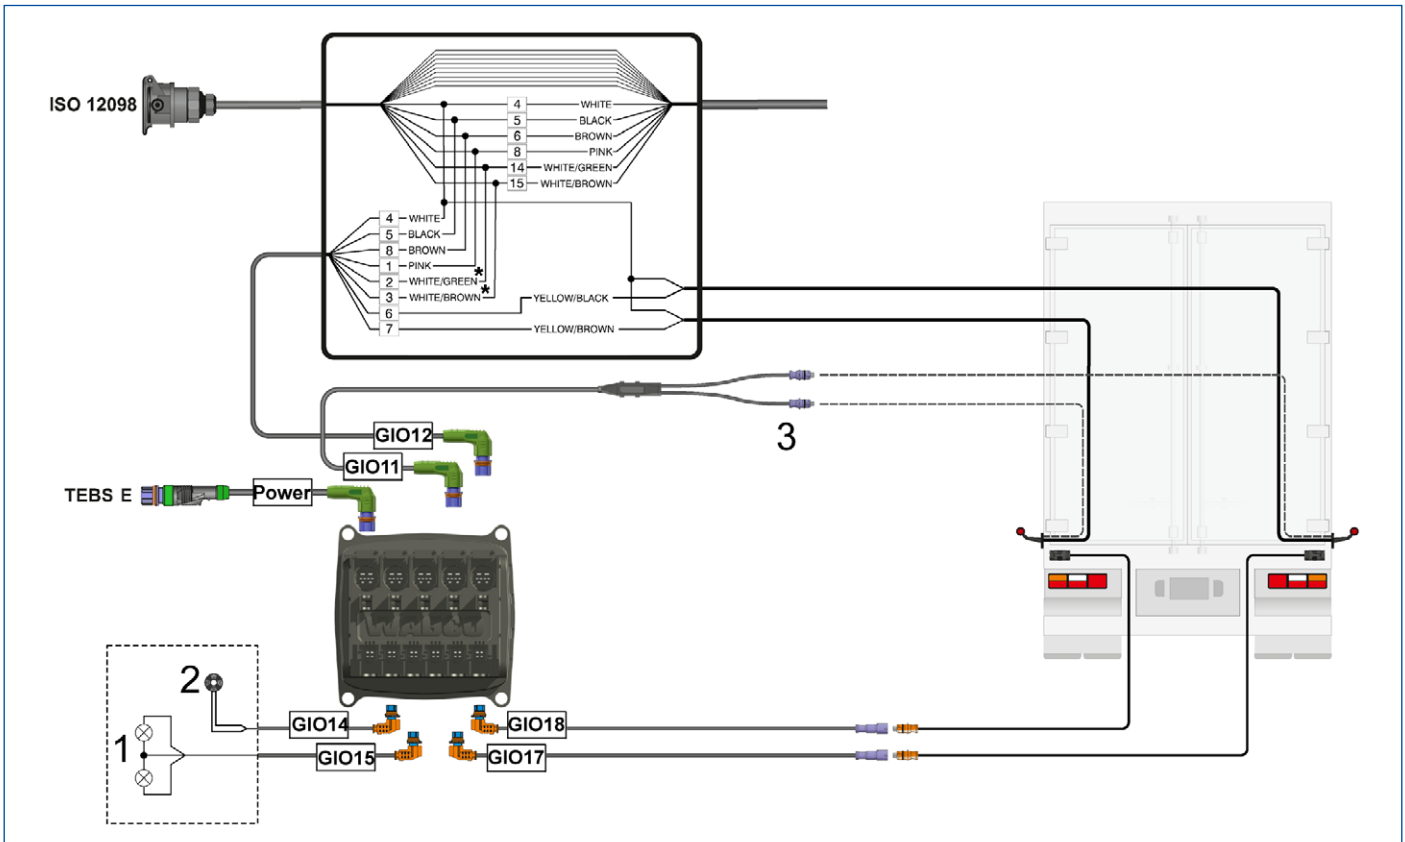 ISO 12098
4 WHITE
5 BLACK
6 BROWN
8 PINK
14 WHITE/GREEN
15 WHITE/BROWN
4 WHITE
5 BLACK
8 BROWN
1 PINK
2 WHITE/GREEN *
3 WHITE/BROWN *
6 YELLOW/BLACK
7 YELLOW/BROWN
3
GIO12
GIO11
TEBS E Power
2
1
GIO14
GIO18
GIO15
GIO17